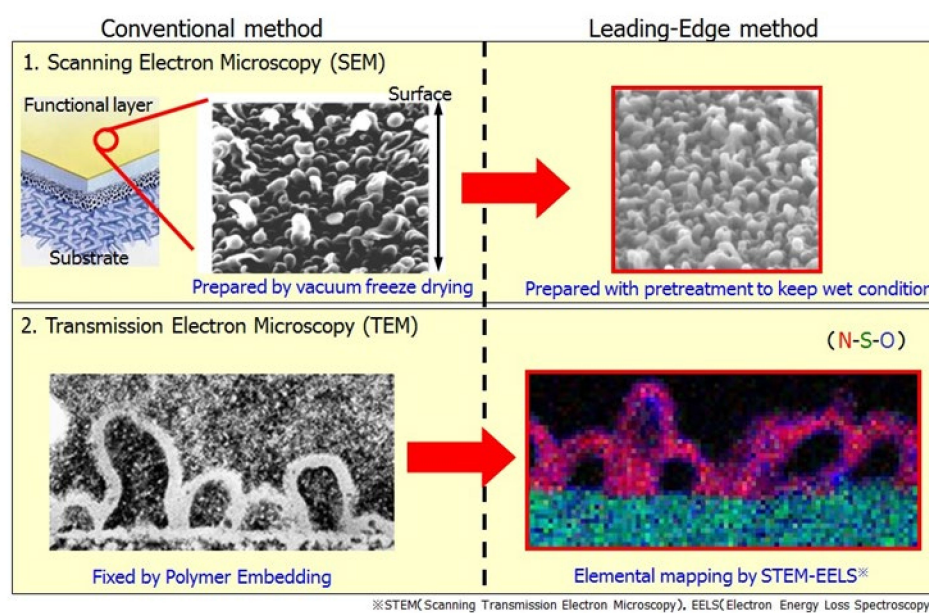 Conventional method
Leading-Edge method
1. Scanning Electron Microscopy (SEM)
Functional layer
Surface
Substrate
Prepared by vacuum freeze drying
Prepared with pretreatment to keep wet condition
2. Transmission Electron Microscopy (TEM)
(N-S-O)
Fixed by Polymer Embedding
Elemental mapping by STEM-EELS※
※STEM(Scanning Transmission Electron Microscopy), EELS(Electron Energy Loss Spectroscopy